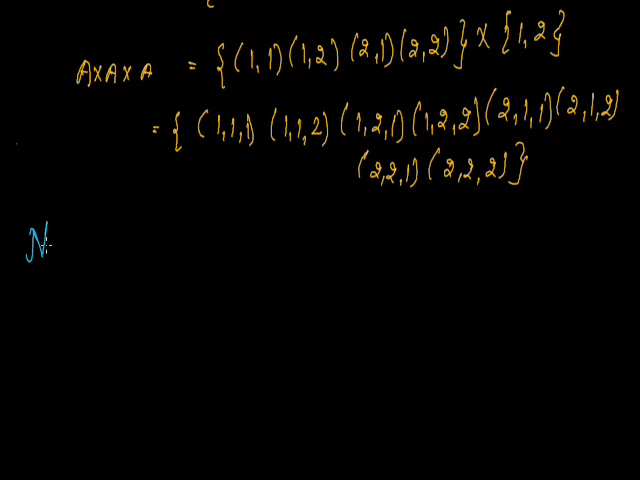 A×A×A = {(1,1)(1,2)(2,1)(2,2)} × {1,2}
= { (1,1,1) (1,1,2) (1,2,1) (1,2,2) (2,1,1) (2,1,2)
(2,2,1) (2,2,2)}
N